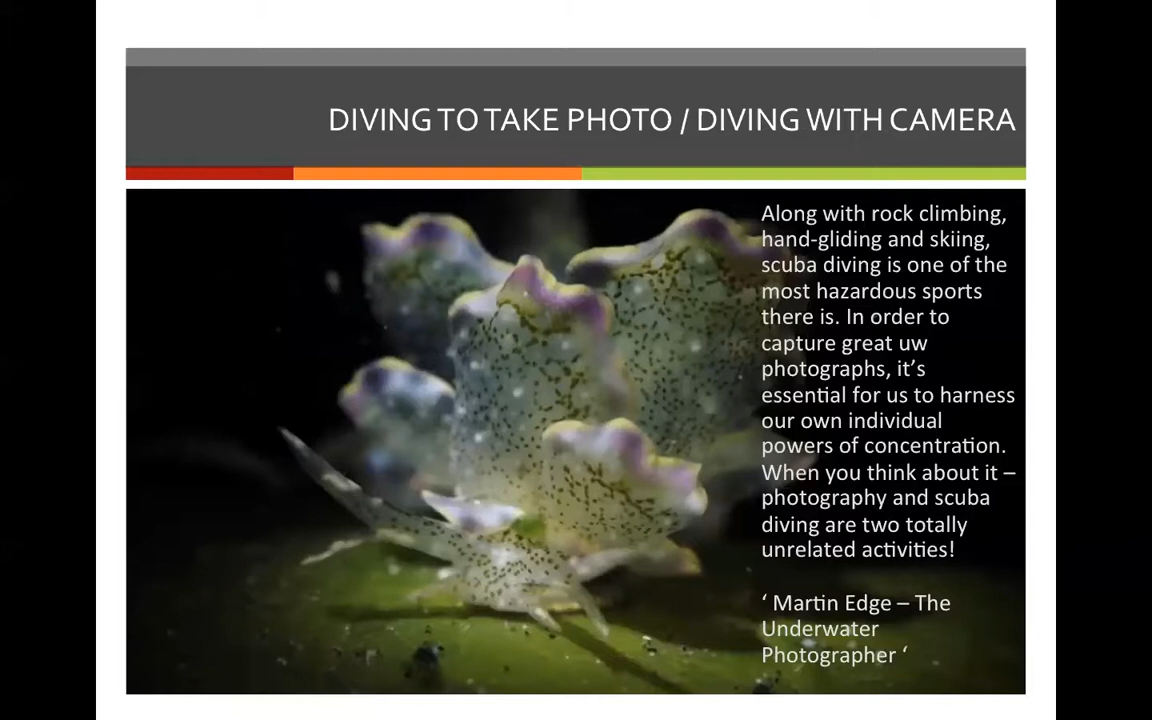 DIVING TO TAKE PHOTO / DIVING WITH CAMERA
Along with rock climbing,
hand-gliding and skiing,
scuba diving is one of the
most hazardous sports
there is. In order to
capture great uw
photographs, it’s
essential for us to harness
our own individual
powers of concentration.
When you think about it –
photography and scuba
diving are two totally
unrelated activities!
‘ Martin Edge – The
Underwater
Photographer ‘